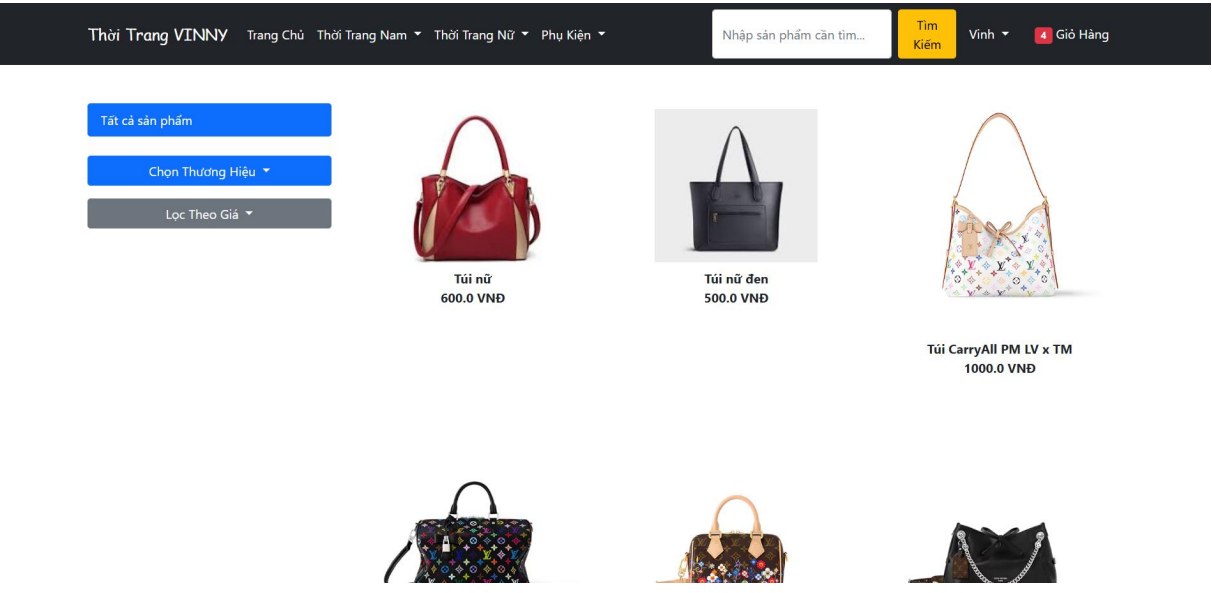 Thời Trang VINNY Trang Chủ Thời Trang Nam Thời Trang Nữ Phụ Kiện Nhập sản phẩm cần tìm... Tìm Kiếm Vinh 4 Giỏ Hàng
Tất cả sản phẩm
Chọn Thương Hiệu
Lọc Theo Giá
Túi nữ
600.0 VNĐ
Túi nữ đen
500.0 VNĐ
Túi CarryAll PM LV x TM
1000.0 VNĐ